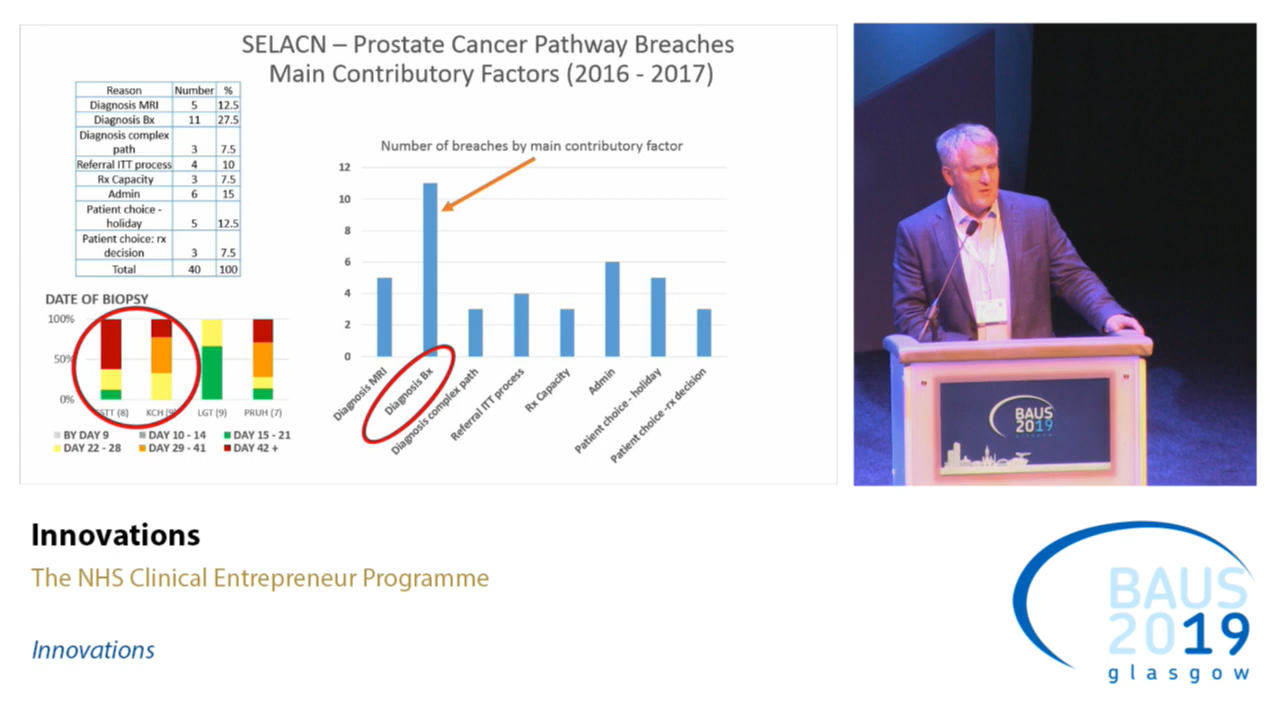 SELACN – Prostate Cancer Pathway Breaches
Main Contributory Factors (2016 - 2017)
Reason Number %
Diagnosis MRI 5 12.5
Diagnosis Bx 11 27.5
Diagnosis complex
path 3 7.5
Referral ITT process 4 10
Rx Capacity 3 7.5
Admin 6 15
Patient choice -
holiday 5 12.5
Patient choice: rx
decision 3 7.5
Total 40 100
Number of breaches by main contributory factor
12
10
8
6
4
2
0
Diagnosis MRI
Diagnosis Bx
Diagnosis complex path
Referral ITT process
Rx Capacity
Admin
Patient choice - holiday
Patient choice -rx decision
DATE OF BIOPSY
100%
50%
0%
KCH (9) LGT (9) PRUH (7)
BY DAY 9 DAY 10 - 14 DAY 15 - 21
DAY 22 - 28 DAY 29 - 41 DAY 42 +
BAUS
2019
glasgow
Innovations
The NHS Clinical Entrepreneur Programme
Innovations
BAUS
2019
glasgow